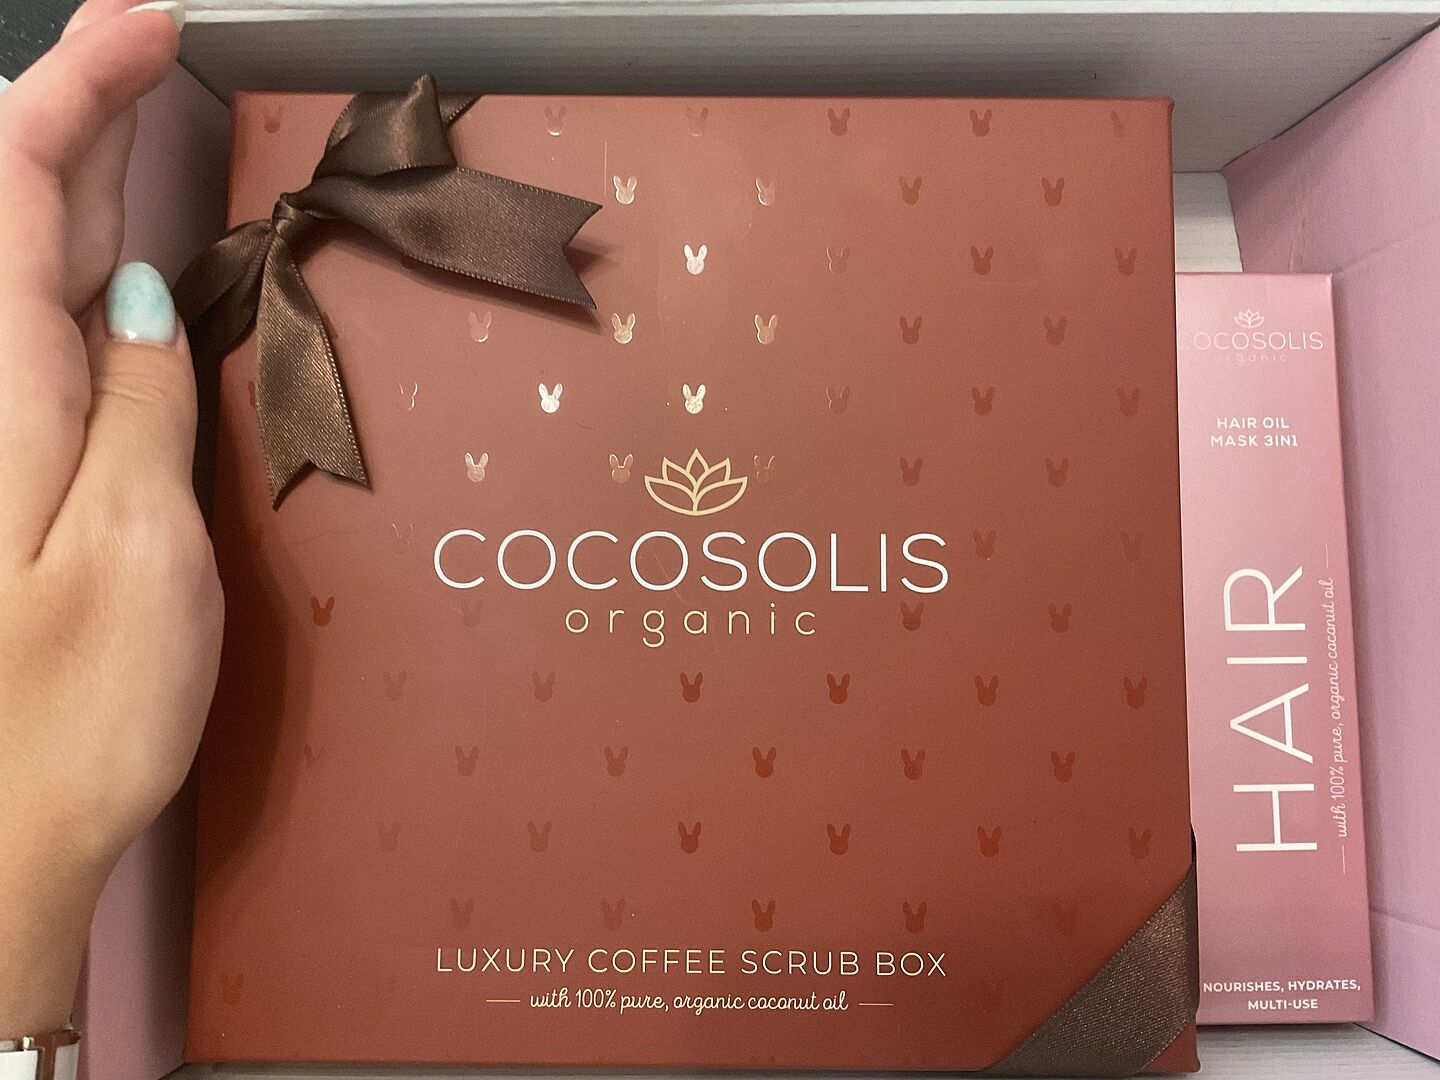 COCOSOLIS
organic
LUXURY COFFEE SCRUB BOX
with 100% pure, organic coconut oil
COCOSOLIS
organic
HAIR OIL
MASK 3IN1
HAIR
with 100% pure, organic coconut oil
NOURISHES, HYDRATES,
MULTI-USE